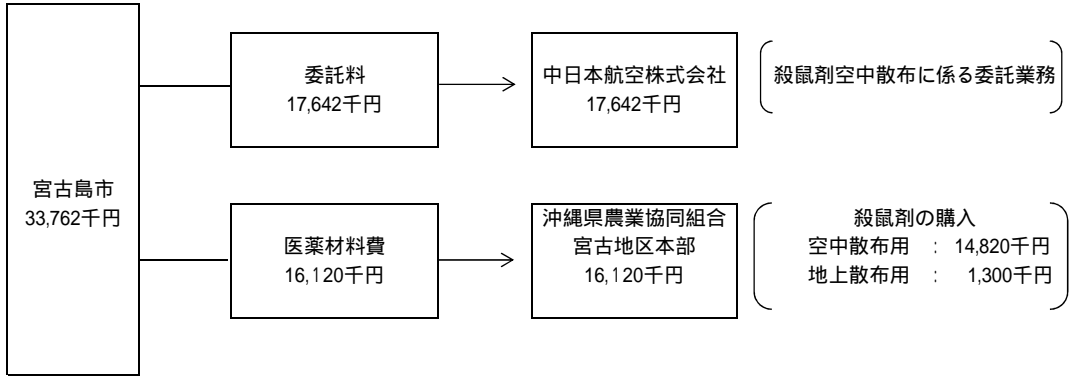 宮古島市
33,762千円
委託料
17,642千円
中日本航空株式会社
17,642千円
殺鼠剤空中散布に係る委託業務
医薬材料費
16,120千円
沖縄県農業協同組合
宮古地区本部
16,120千円
殺鼠剤の購入
空中散布用 : 14,820千円
地上散布用 : 1,300千円